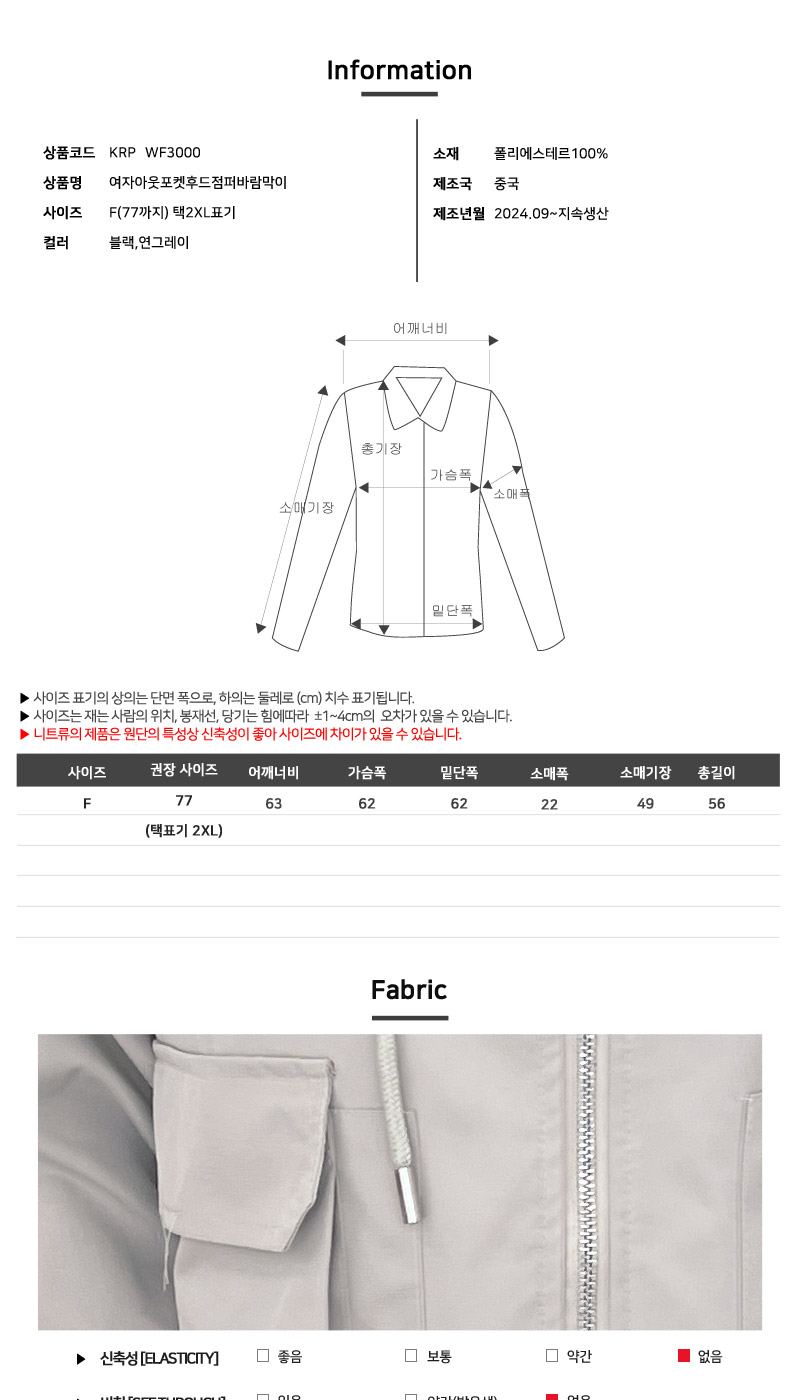 Information
상품코드 KRP WF3000
상품명 여자아웃포켓후드점퍼바람막이
사이즈 F(77까지) 택2XL표기
컬러 블랙,연그레이
소재 폴리에스테르100%
제조국 중국
제조년월 2024.09~지속생산
어깨너비
총기장
가슴폭
소매폭
소매기장
밑단폭
▶ 사이즈 표기의 상의는 단면 폭으로, 하의는 둘레로 (cm) 치수 표기됩니다.
▶ 사이즈는 재는 사람의 위치, 봉재선, 당기는 힘에따라 ±1~4cm의 오차가 있을 수 있습니다.
▶ 니트류의 제품은 원단의 특성상 신축성이 좋아 사이즈에 차이가 있을 수 있습니다.
사이즈 권장 사이즈 어깨너비 가슴폭 밑단폭 소매폭 소매기장 총길이
F 77 63 62 62 22 49 56
(택표기 2XL)
Fabric
▶ 신축성 [ELASTICITY] 좋음 보통 약간 없음